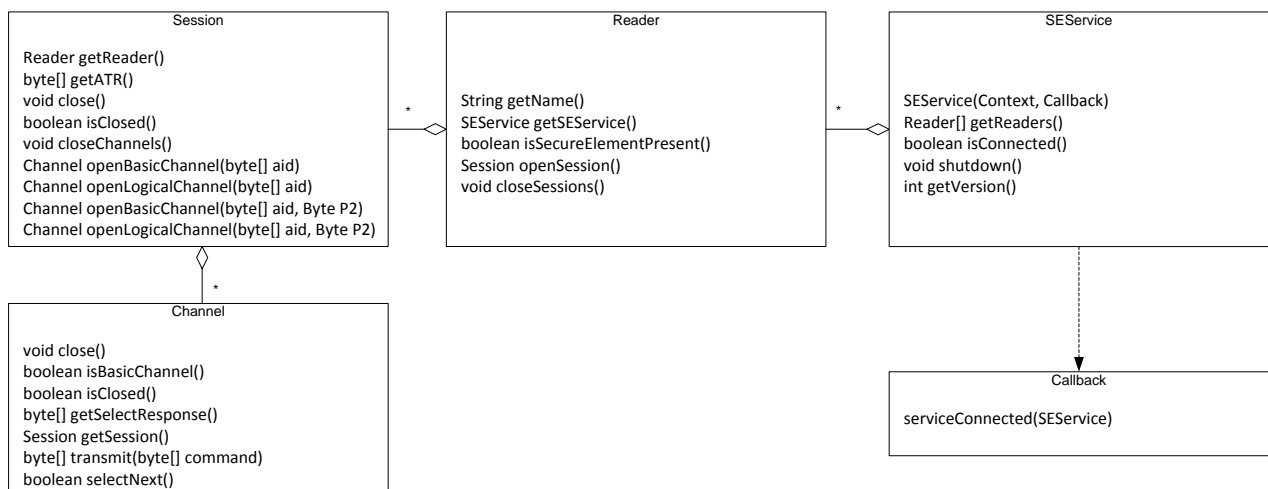 Session
Reader getReader()
byte[] getATR()
void close()
boolean isClosed()
void closeChannels()
Channel openBasicChannel(byte[] aid)
Channel openLogicalChannel(byte[] aid)
Channel openBasicChannel(byte[] aid, Byte P2)
Channel openLogicalChannel(byte[] aid, Byte P2)
*
Reader
String getName()
SEService getSEService()
boolean isSecureElementPresent()
Session openSession()
void closeSessions()
*
SEService
SEService(Context, Callback)
Reader[] getReaders()
boolean isConnected()
void shutdown()
int getVersion()
*
Channel
void close()
boolean isBasicChannel()
boolean isClosed()
byte[] getSelectResponse()
Session getSession()
byte[] transmit(byte[] command)
boolean selectNext()
Callback
serviceConnected(SEService)